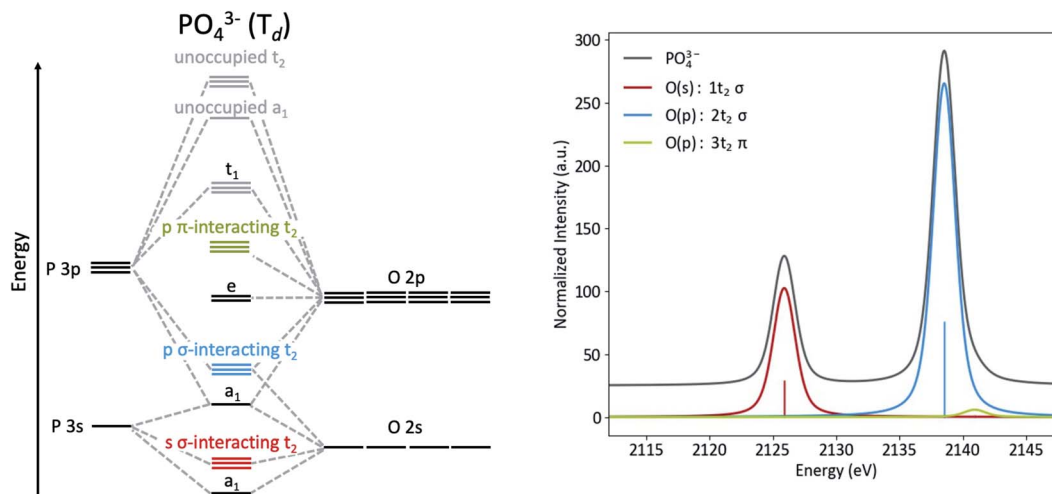 PO₄³⁻ (T_d)
unoccupied t₂
unoccupied a₁
t₁
p π-interacting t₂
P 3p
e
O 2p
p σ-interacting t₂
a₁
P 3s
O 2s
s σ-interacting t₂
a₁
Energy
300
250
200
150
100
50
0
Normalized Intensity (a.u.)
PO₄³⁻
O(s) : 1t₂ σ
O(p) : 2t₂ σ
O(p) : 3t₂ π
2115 2120 2125 2130 2135 2140 2145
Energy (eV)